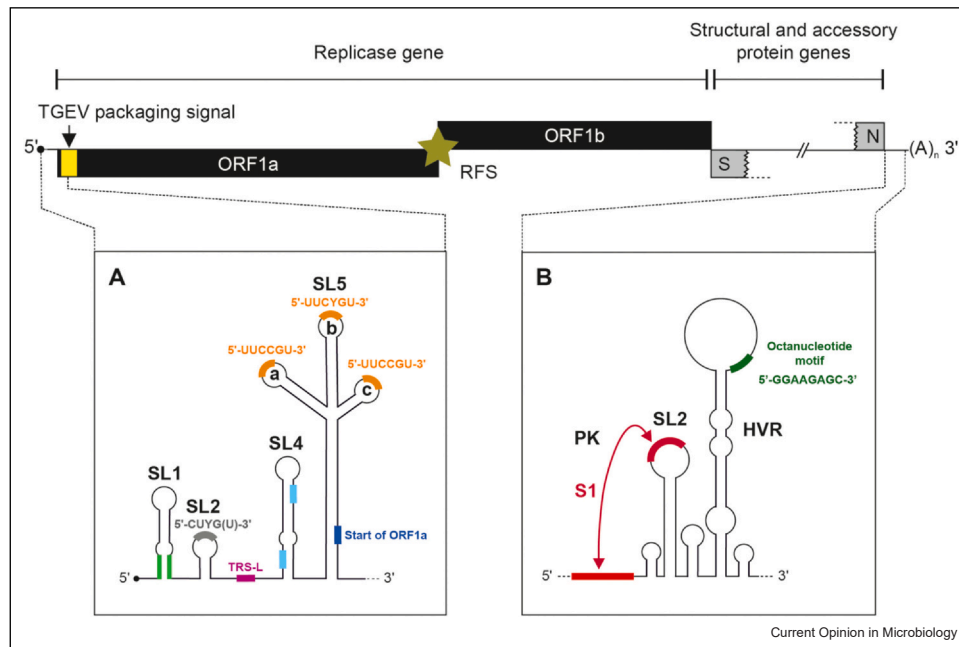 Replicase gene
Structural and accessory
protein genes
TGEV packaging signal
5'
ORF1a
ORF1b
RFS
S
//
N
(A)n 3'
A
SL5
5'-UUCYGU-3'
b
5'-UUCCGU-3'
a
5'-UUCCGU-3'
c
SL4
SL1
SL2
5'-CUYG(U)-3'
Start of ORF1a
TRS-L
5'
3'
B
Octanucleotide
motif
5'-GGAAGAGC-3'
PK
SL2
HVR
S1
5'
3'
Current Opinion in Microbiology